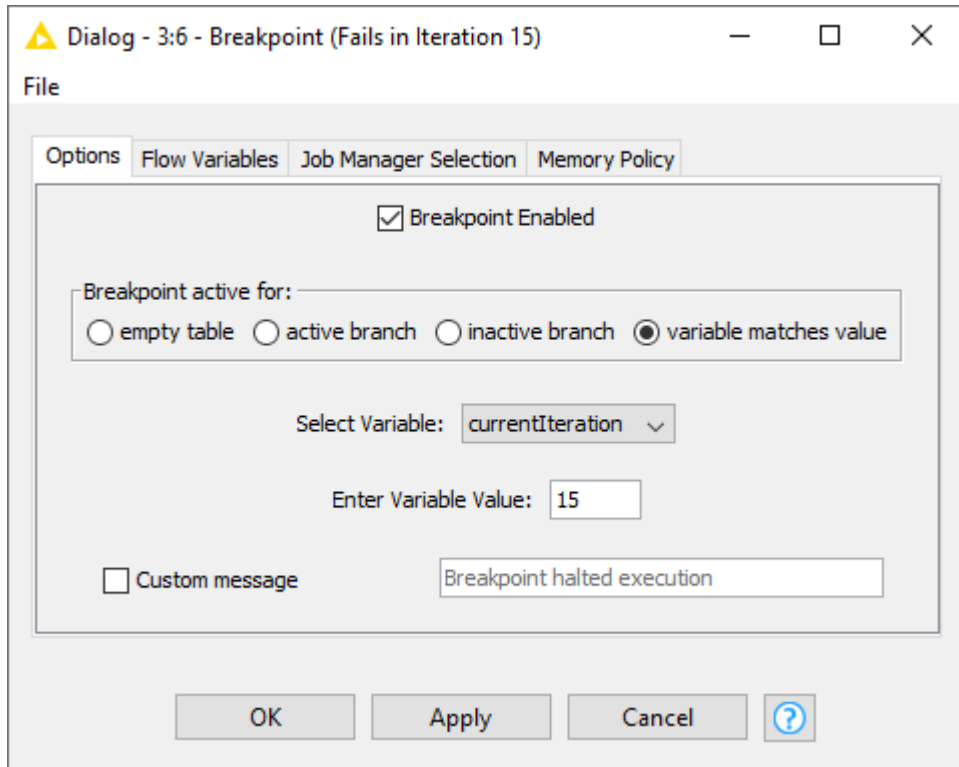 Dialog - 3:6 - Breakpoint (Fails in Iteration 15)
File
Options Flow Variables Job Manager Selection Memory Policy
Breakpoint Enabled
Breakpoint active for:
empty table active branch inactive branch variable matches value
Select Variable: currentIteration
Enter Variable Value: 15
Custom message Breakpoint halted execution
OK Apply Cancel ?